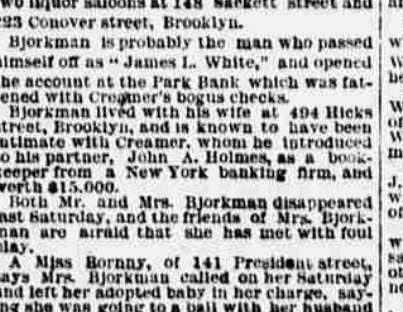 two liquor saloons at 148 Sackett street and
223 Conover street, Brooklyn.
Bjorkman is probably the man who passed
himself off as "James L. White," and opened
the account at the Park Bank which was fat-
ened with Creamer's bogus checks.
Bjorkman lived with his wife at 494 Hicks
street, Brooklyn, and is known to have been
intimate with Creamer, whom he introduced
to his partner, John A. Holmes, as a book-
keeper from a New York banking firm, and
worth $15.000.
Both Mr. and Mrs. Bjorkman disappeared
last Saturday, and the friends of Mrs. Bjork-
man are afraid that she has met with foul
play.
A Miss Bornny, of 141 President street,
says Mrs. Bjorkman called on her Saturday
and left her adopted baby in her charge, say-
ing she was going to a ball with her husband